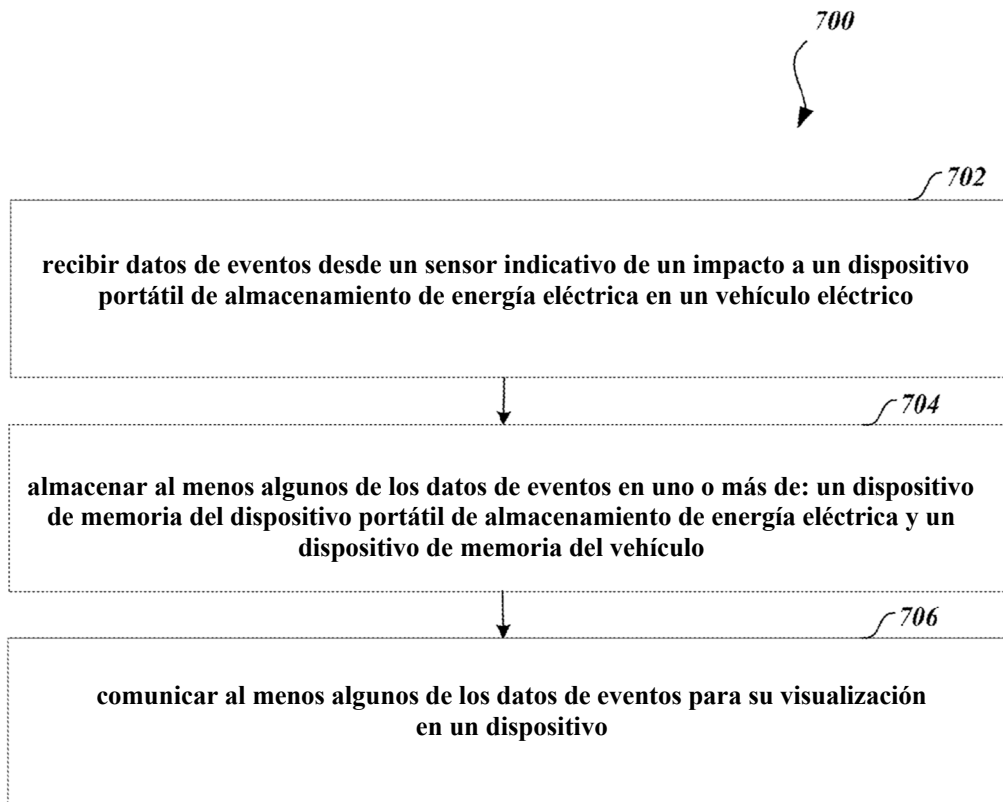 700
702
recibir datos de eventos desde un sensor indicativo de un impacto a un dispositivo
portátil de almacenamiento de energía eléctrica en un vehículo eléctrico
704
almacenar al menos algunos de los datos de eventos en uno o más de: un dispositivo
de memoria del dispositivo portátil de almacenamiento de energía eléctrica y un
dispositivo de memoria del vehículo
706
comunicar al menos algunos de los datos de eventos para su visualización
en un dispositivo